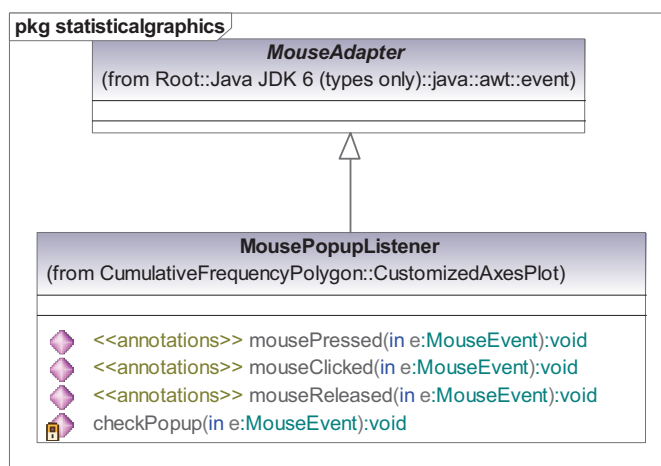 pkg statisticalgraphics
MouseAdapter
(from Root::Java JDK 6 (types only)::java::awt::event)
MousePopupListener
(from CumulativeFrequencyPolygon::CustomizedAxesPlot)
<<annotations>> mousePressed(in e:MouseEvent):void
<<annotations>> mouseClicked(in e:MouseEvent):void
<<annotations>> mouseReleased(in e:MouseEvent):void
checkPopup(in e:MouseEvent):void